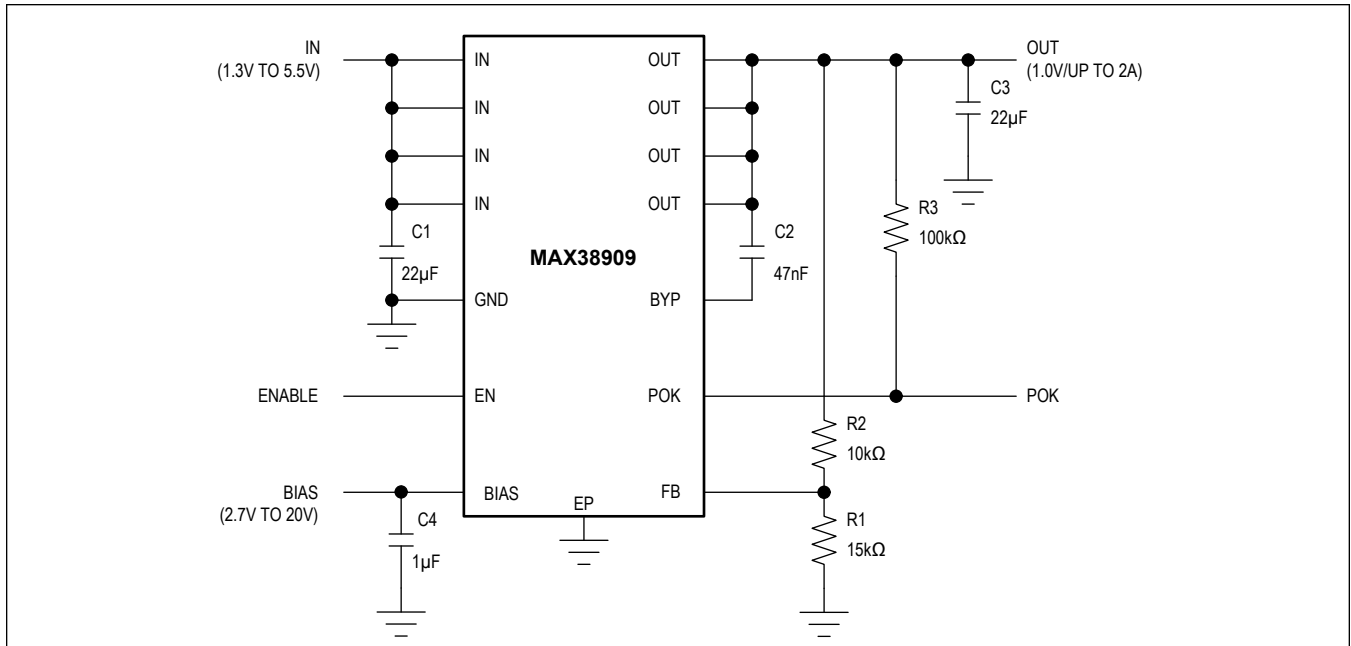 IN
(1.3V TO 5.5V)
IN
OUT
OUT
(1.0V/UP TO 2A)
IN
OUT
C3
22µF
IN
OUT
IN
OUT
R3
100kΩ
C1
22µF
MAX38909
C2
47nF
GND
BYP
ENABLE
EN
POK
POK
R2
10kΩ
BIAS
(2.7V TO 20V)
BIAS
EP
FB
C4
1µF
R1
15kΩ